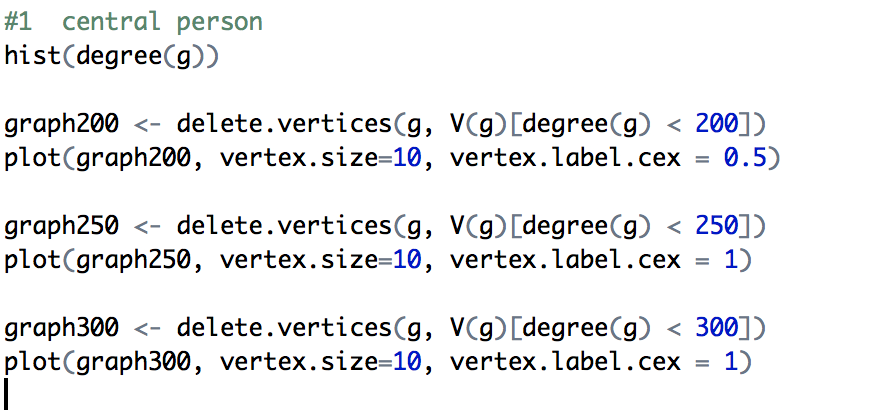 #1  central person
hist(degree(g))
graph200 <- delete.vertices(g, V(g)[degree(g) < 200])
plot(graph200, vertex.size=10, vertex.label.cex = 0.5)
graph250 <- delete.vertices(g, V(g)[degree(g) < 250])
plot(graph250, vertex.size=10, vertex.label.cex = 1)
graph300 <- delete.vertices(g, V(g)[degree(g) < 300])
plot(graph300, vertex.size=10, vertex.label.cex = 1)